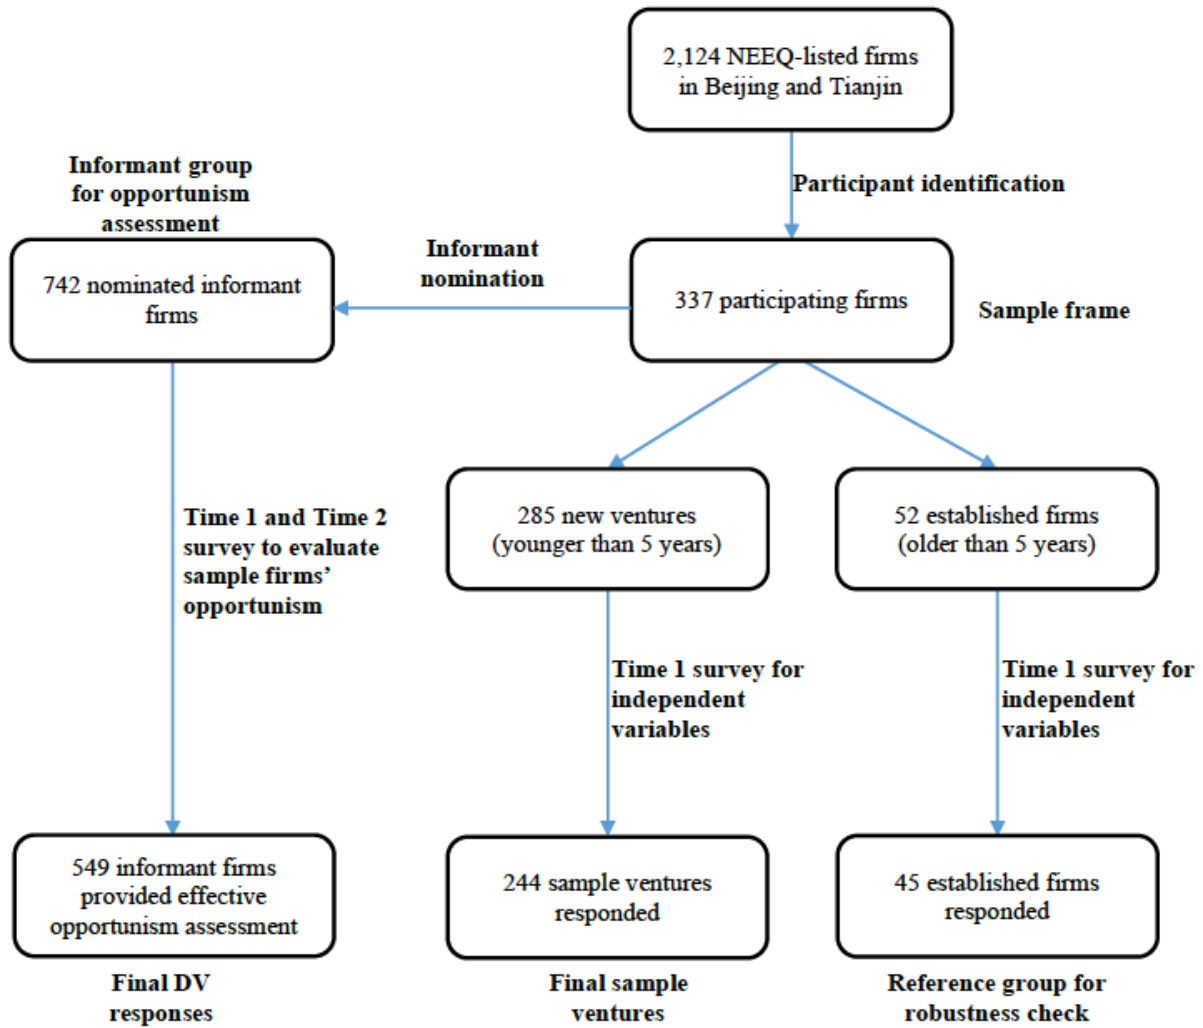 2,124 NEEQ-listed firms
in Beijing and Tianjin
Participant identification
Informant group
for opportunism
assessment
742 nominated informant
firms
Informant
nomination
337 participating firms
Sample frame
Time 1 and Time 2
survey to evaluate
sample firms’
opportunism
285 new ventures
(younger than 5 years)
52 established firms
(older than 5 years)
Time 1 survey for
independent
variables
Time 1 survey for
independent
variables
549 informant firms
provided effective
opportunism assessment
244 sample ventures
responded
45 established firms
responded
Final DV
responses
Final sample
ventures
Reference group for
robustness check